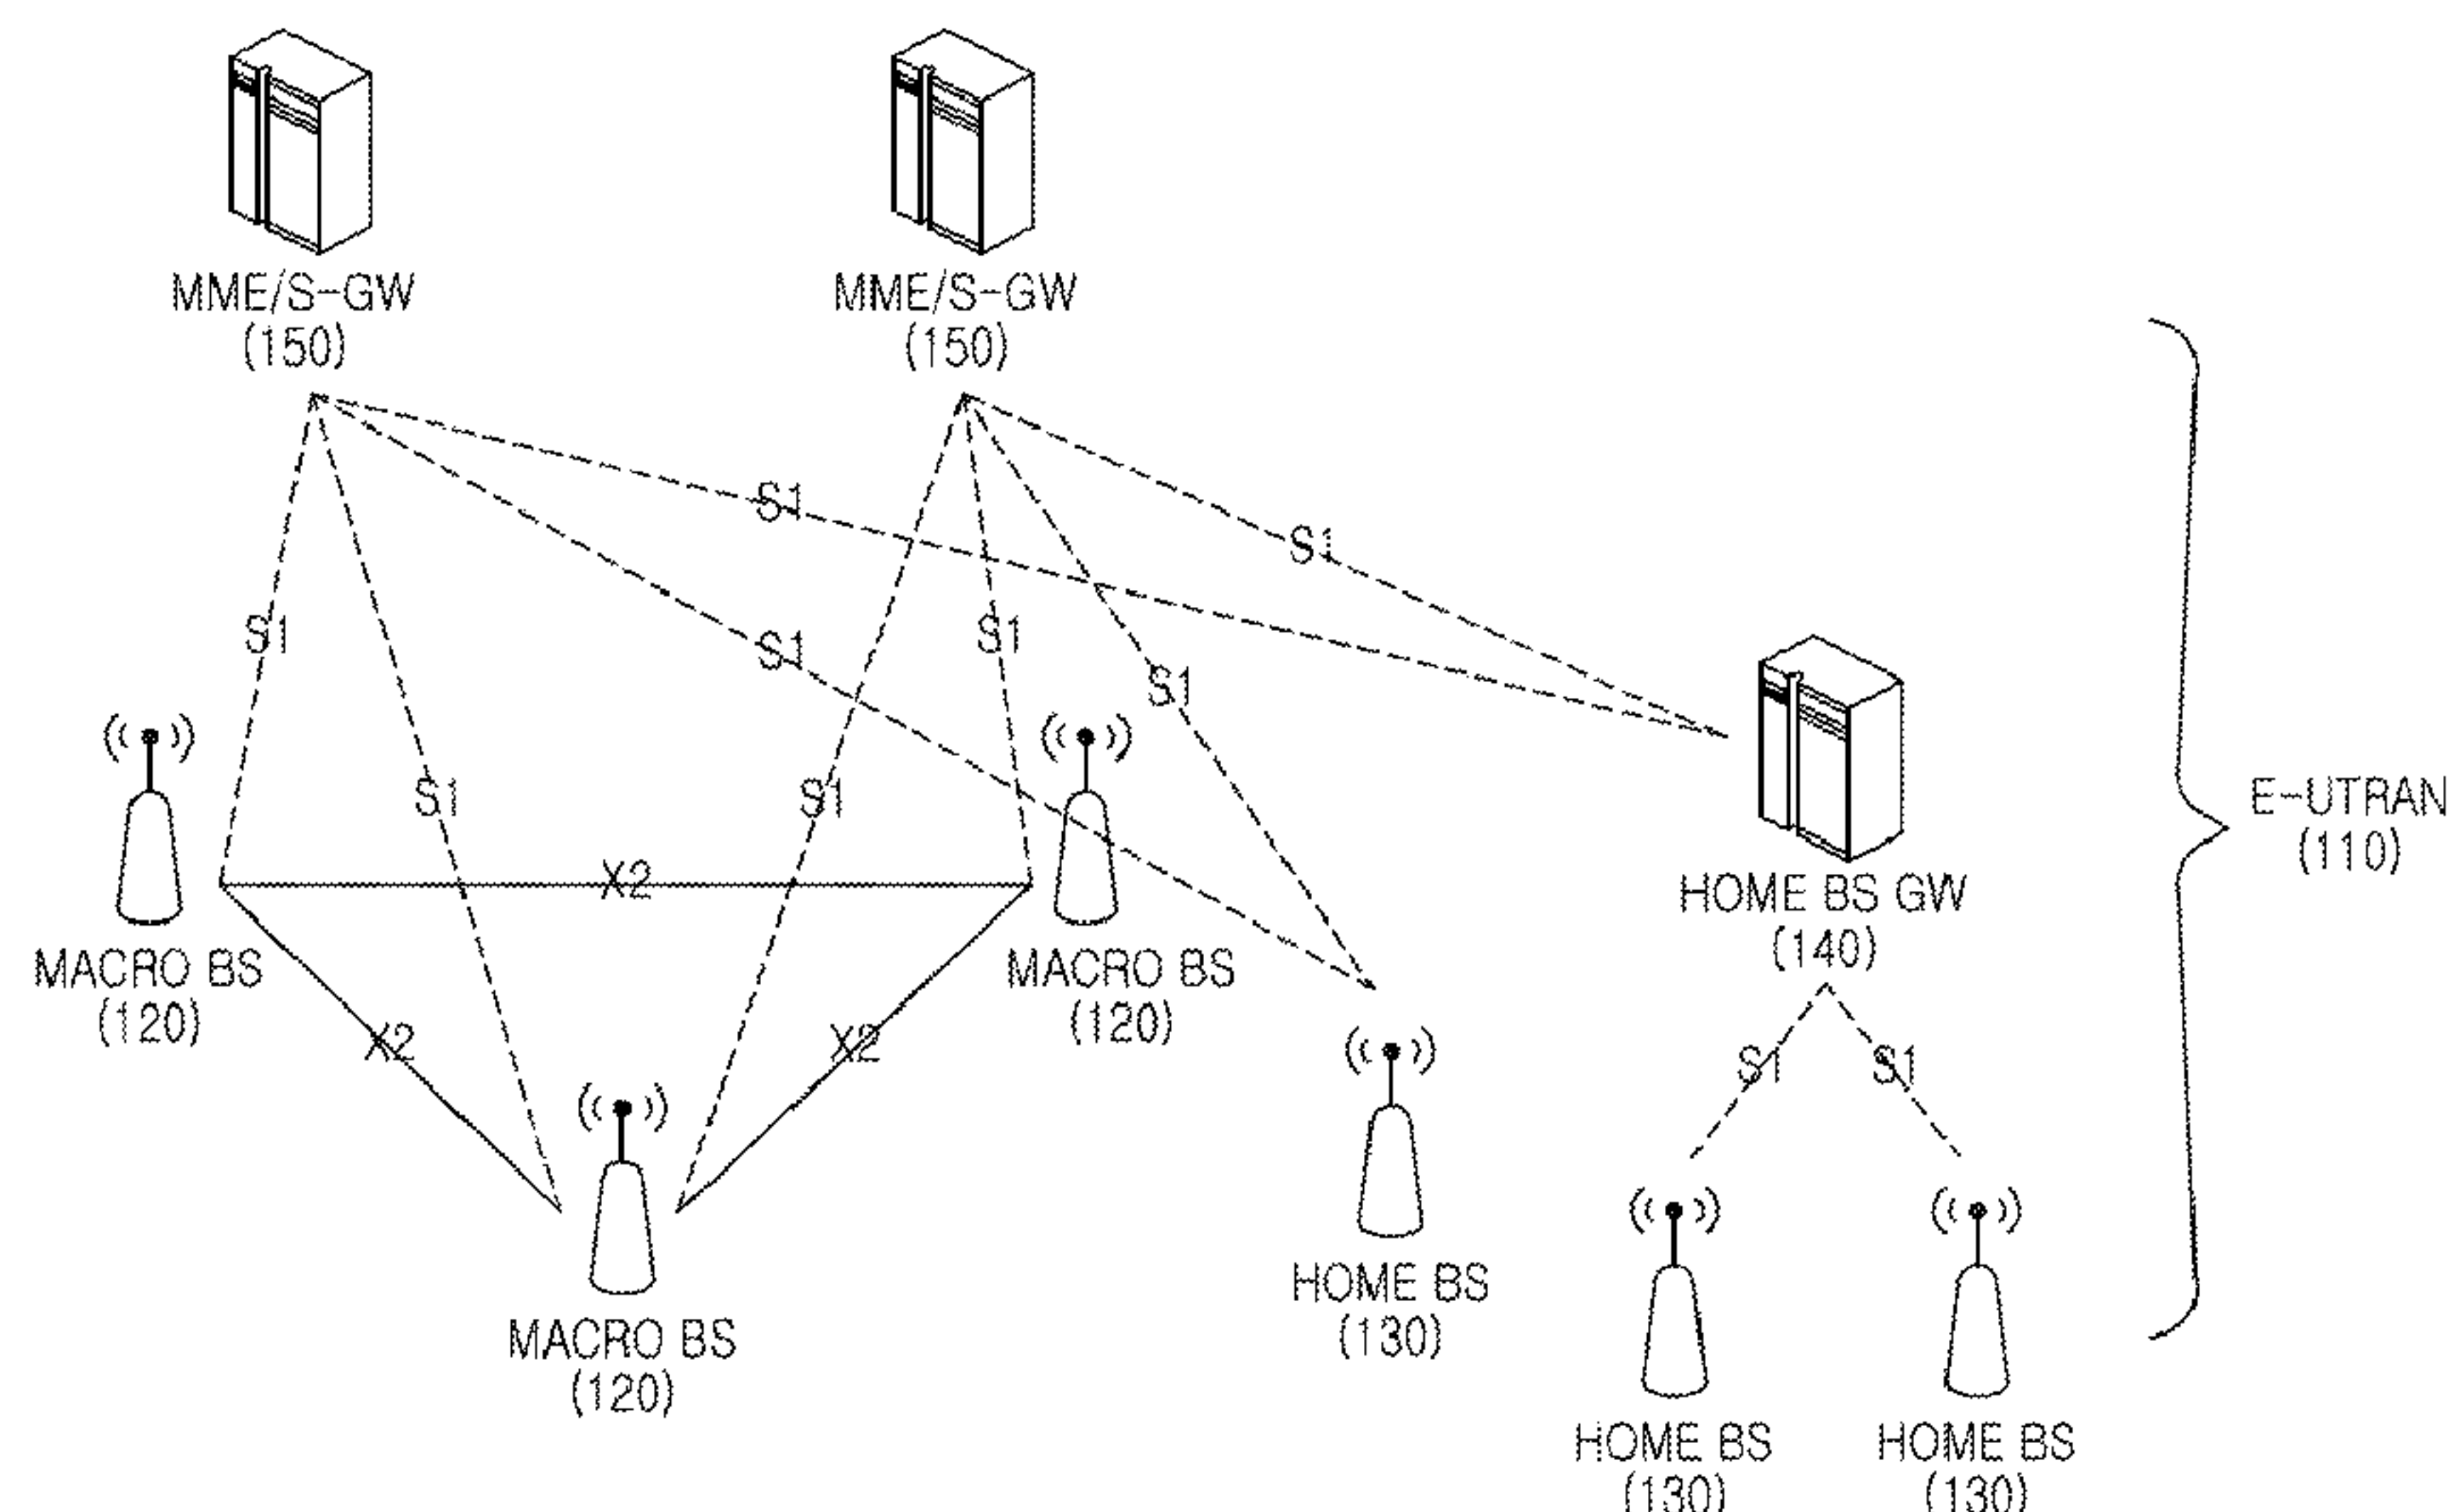 MME/S-GW
(150)
MME/S-GW
(150)
S1
S1
S1
S1
S1
S1
S1
S1
MACRO BS
(120)
X2
MACRO BS
(120)
X2
X2
MACRO BS
(120)
HOME BS
(130)
HOME BS GW
(140)
S1
S1
HOME BS
(130)
HOME BS
(130)
E-UTRAN
(110)